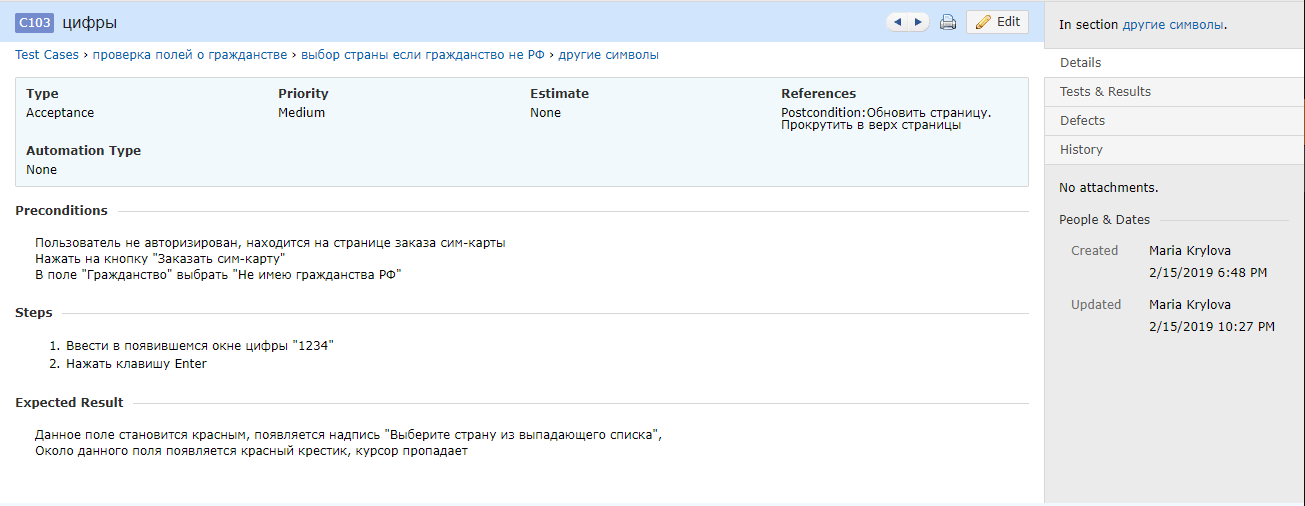 C103 цифры
Edit
Test Cases › проверка полей о гражданстве › выбор страны если гражданство не РФ › другие символы
Type
Acceptance
Priority
Medium
Estimate
None
References
Postcondition:Обновить страницу.
Прокрутить в верх страницы
Automation Type
None
Preconditions
Пользователь не авторизирован, находится на странице заказа сим-карты
Нажать на кнопку "Заказать сим-карту"
В поле "Гражданство" выбрать "Не имею гражданства РФ"
Steps
1. Ввести в появившемся окне цифры "1234"
2. Нажать клавишу Enter
Expected Result
Данное поле становится красным, появляется надпись "Выберите страну из выпадающего списка",
Около данного поля появляется красный крестик, курсор пропадает
In section другие символы.
Details
Tests & Results
Defects
History
No attachments.
People & Dates
Created Maria Krylova
2/15/2019 6:48 PM
Updated Maria Krylova
2/15/2019 10:27 PM